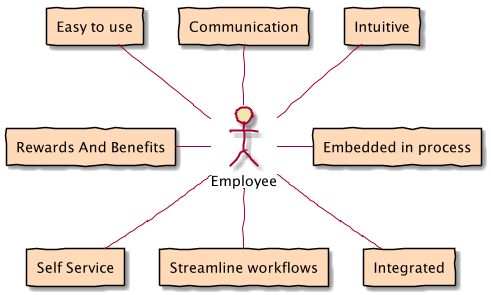 Easy to use
Communication
Intuitive
Rewards And Benefits
Embedded in process
Employee
Self Service
Streamline workflows
Integrated